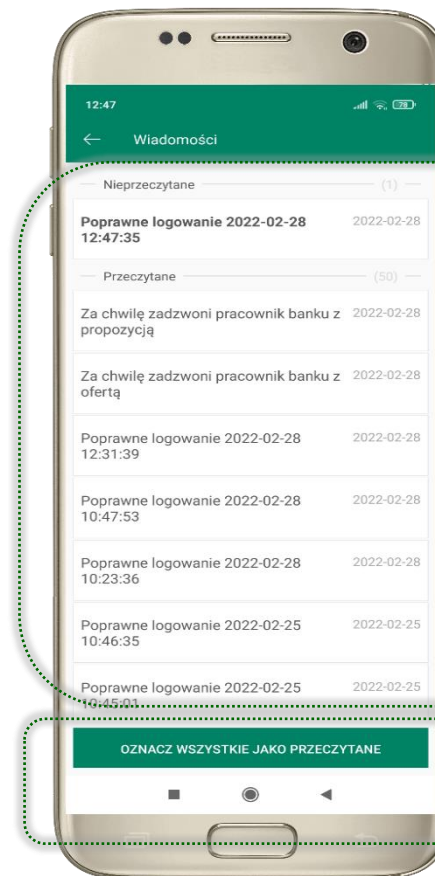 12:47
28
Wiadomości
Nieprzeczytane (1)
Poprawne logowanie 2022-02-28 2022-02-28
12:47:35
Przeczytane (50)
Za chwilę zadzwoni pracownik banku z 2022-02-28
propozycją
Za chwilę zadzwoni pracownik banku z 2022-02-28
ofertą
Poprawne logowanie 2022-02-28 2022-02-28
12:31:39
Poprawne logowanie 2022-02-28 2022-02-28
10:47:53
Poprawne logowanie 2022-02-28 2022-02-28
10:23:36
Poprawne logowanie 2022-02-25 2022-02-25
10:46:35
Poprawne logowanie 2022-02-25 2022-02-25
10:45:01
OZNACZ WSZYSTKIE JAKO PRZECZYTANE